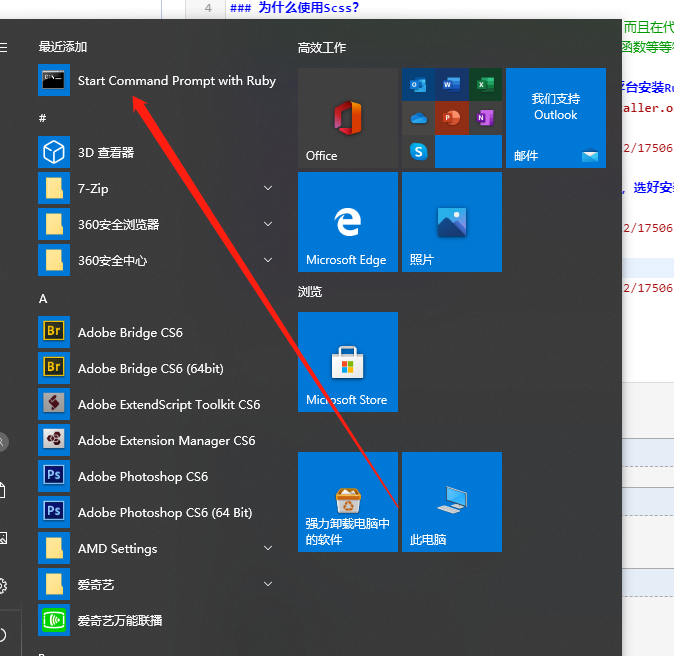 4 ### 为什么使用Scss?
最近添加
Start Command Prompt with Ruby
#
3D 查看器
7-Zip
360安全浏览器
360安全中心
A
Adobe Bridge CS6
Adobe Bridge CS6 (64bit)
Adobe ExtendScript Toolkit CS6
Adobe Extension Manager CS6
Adobe Photoshop CS6
Adobe Photoshop CS6 (64 Bit)
AMD Settings
爱奇艺
爱奇艺万能联播
高效工作
Office
我们支持
Outlook
邮件
Microsoft Edge
照片
浏览
Microsoft Store
强力卸载电脑中
的软件
此电脑
而且在代
函数等等
平台安装Ru
aller.o
2/17506
, 选好安
2/17506
2/17506